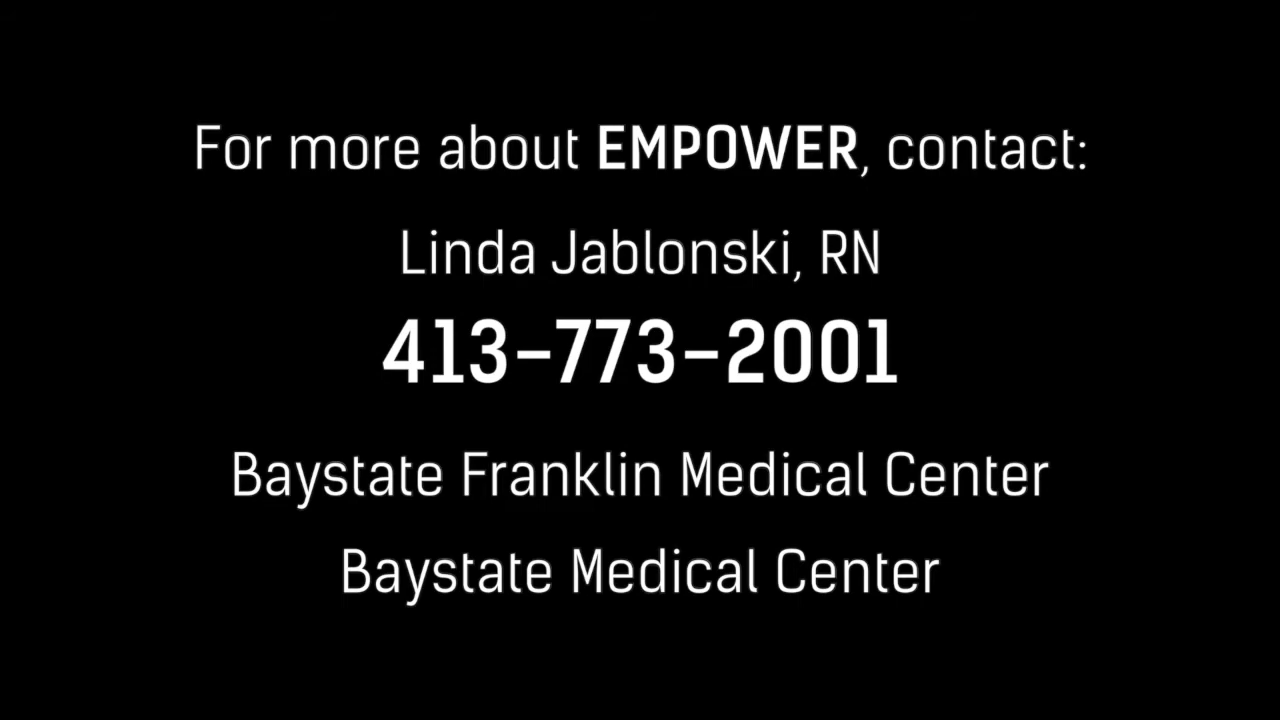 For more about EMPOWER, contact:
Linda Jablonski, RN
413-773-2001
Baystate Franklin Medical Center
Baystate Medical Center